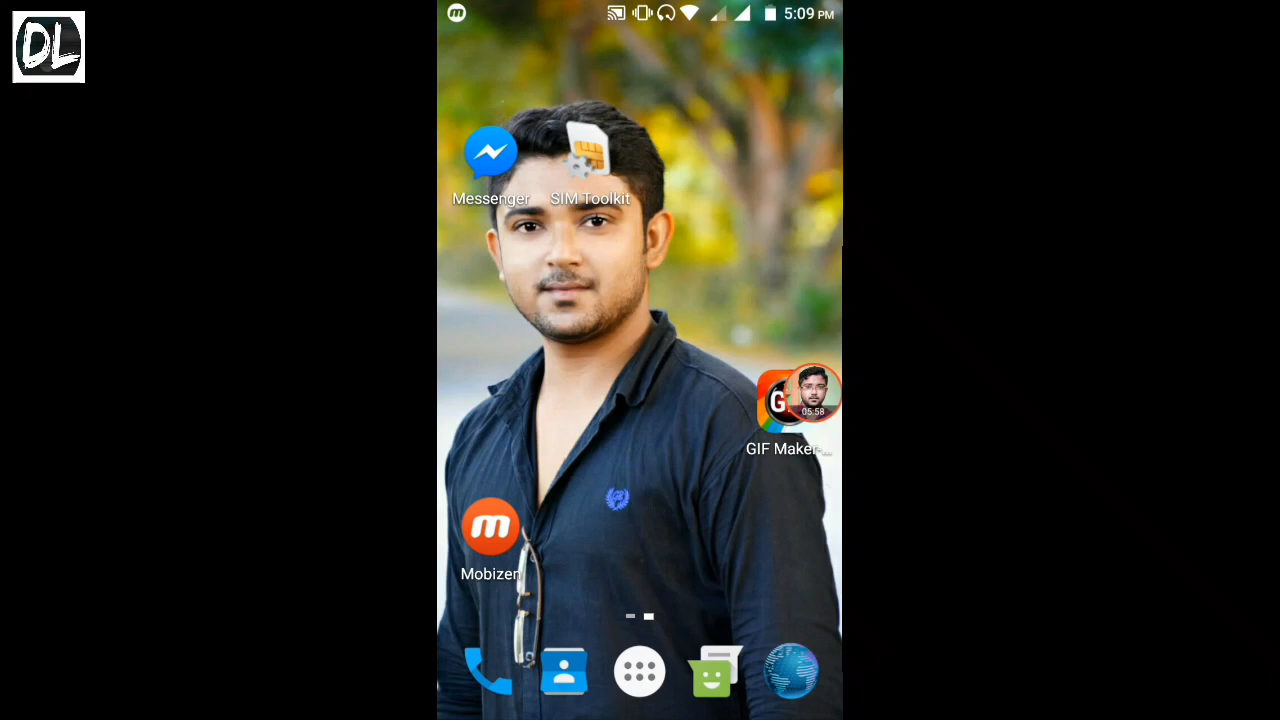 DL
m
5:09 PM
Messenger
SIM Toolkit
G
05:58
GIF Maker-...
m
Mobizen